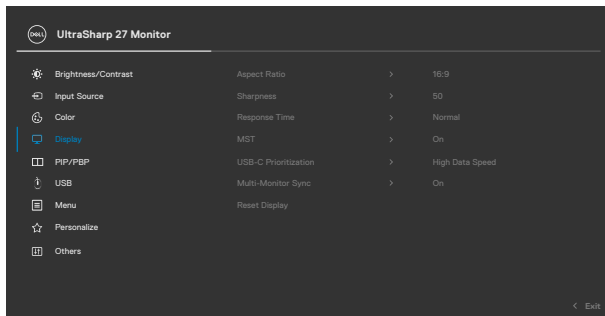 DELL UltraSharp 27 Monitor
Brightness/Contrast Aspect Ratio > 16:9
Input Source Sharpness > 50
Color Response Time > Normal
Display MST > On
PIP/PBP USB-C Prioritization > High Data Speed
USB Multi-Monitor Sync > On
Menu Reset Display
Personalize
Others
< Exit